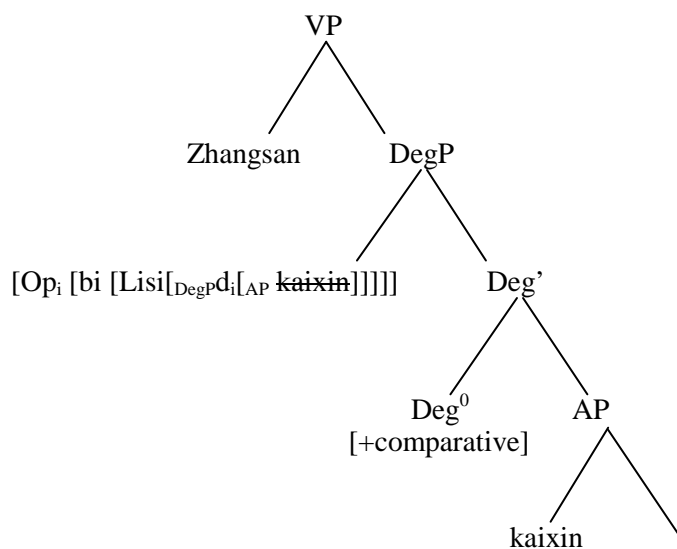 VP
Zhangsan DegP
[Opᵢ [bi [Lisi[DegPdᵢ[AP kaixin]]]]] Deg’
Deg⁰ AP
[+comparative]
kaixin